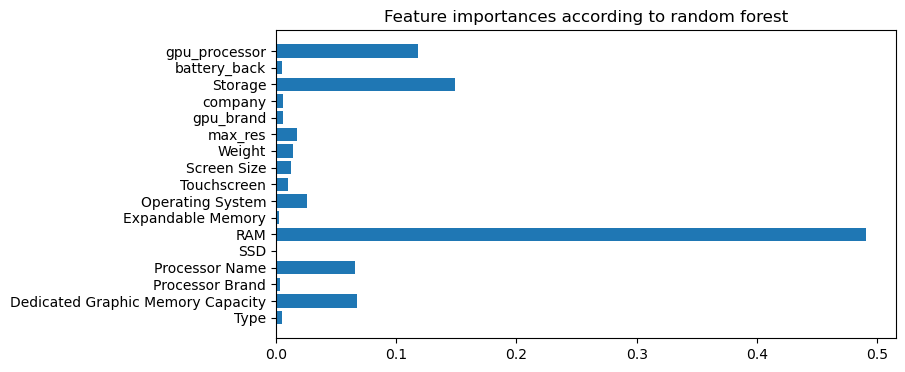 Feature importances according to random forest
gpu_processor
battery_back
Storage
company
gpu_brand
max_res
Weight
Screen Size
Touchscreen
Operating System
Expandable Memory
RAM
SSD
Processor Name
Processor Brand
Dedicated Graphic Memory Capacity
Type
0.0 0.1 0.2 0.3 0.4 0.5